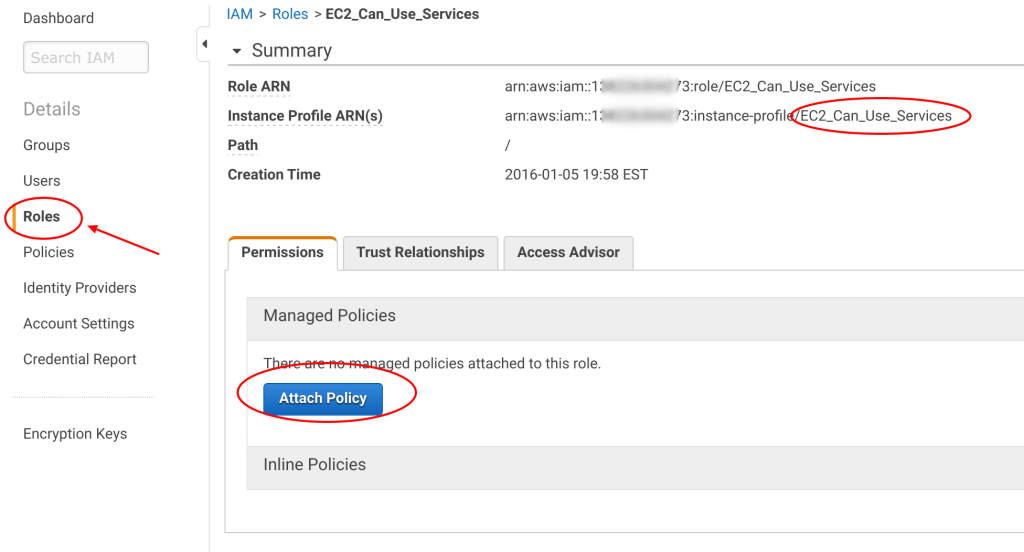 Dashboard
Search IAM
Details
Groups
Users
Roles
Policies
Identity Providers
Account Settings
Credential Report
Encryption Keys
IAM > Roles > EC2_Can_Use_Services
Summary
Role ARN arn:aws:iam::13 73:role/EC2_Can_Use_Services
Instance Profile ARN(s) arn:aws:iam::13 73:instance-profile/EC2_Can_Use_Services
Path /
Creation Time 2016-01-05 19:58 EST
Permissions Trust Relationships Access Advisor
Managed Policies
There are no managed policies attached to this role.
Attach Policy
Inline Policies